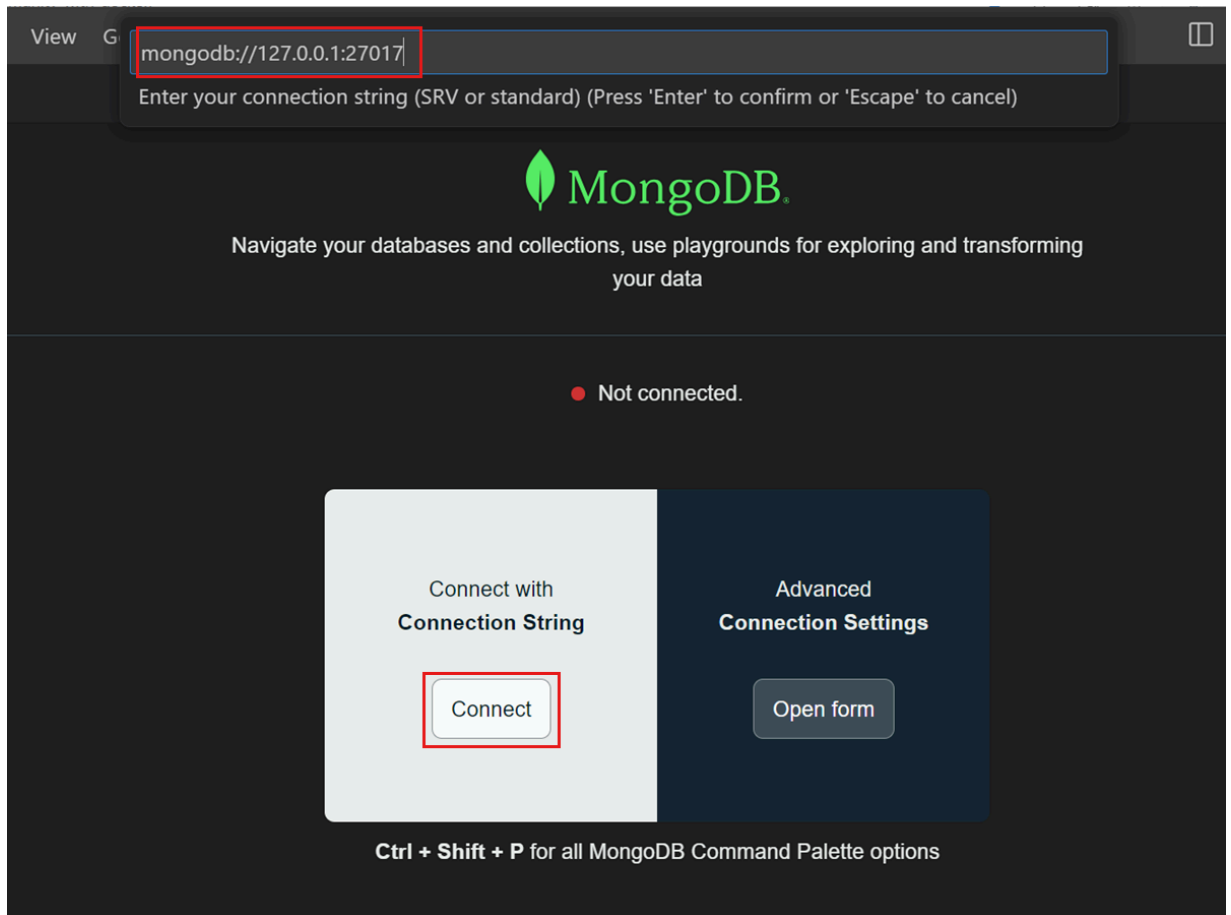 View
mongodb://127.0.0.1:27017
Enter your connection string (SRV or standard) (Press 'Enter' to confirm or 'Escape' to cancel)
MongoDB.
Navigate your databases and collections, use playgrounds for exploring and transforming
your data
Not connected.
Connect with
Connection String
Connect
Advanced
Connection Settings
Open form
Ctrl + Shift + P for all MongoDB Command Palette options